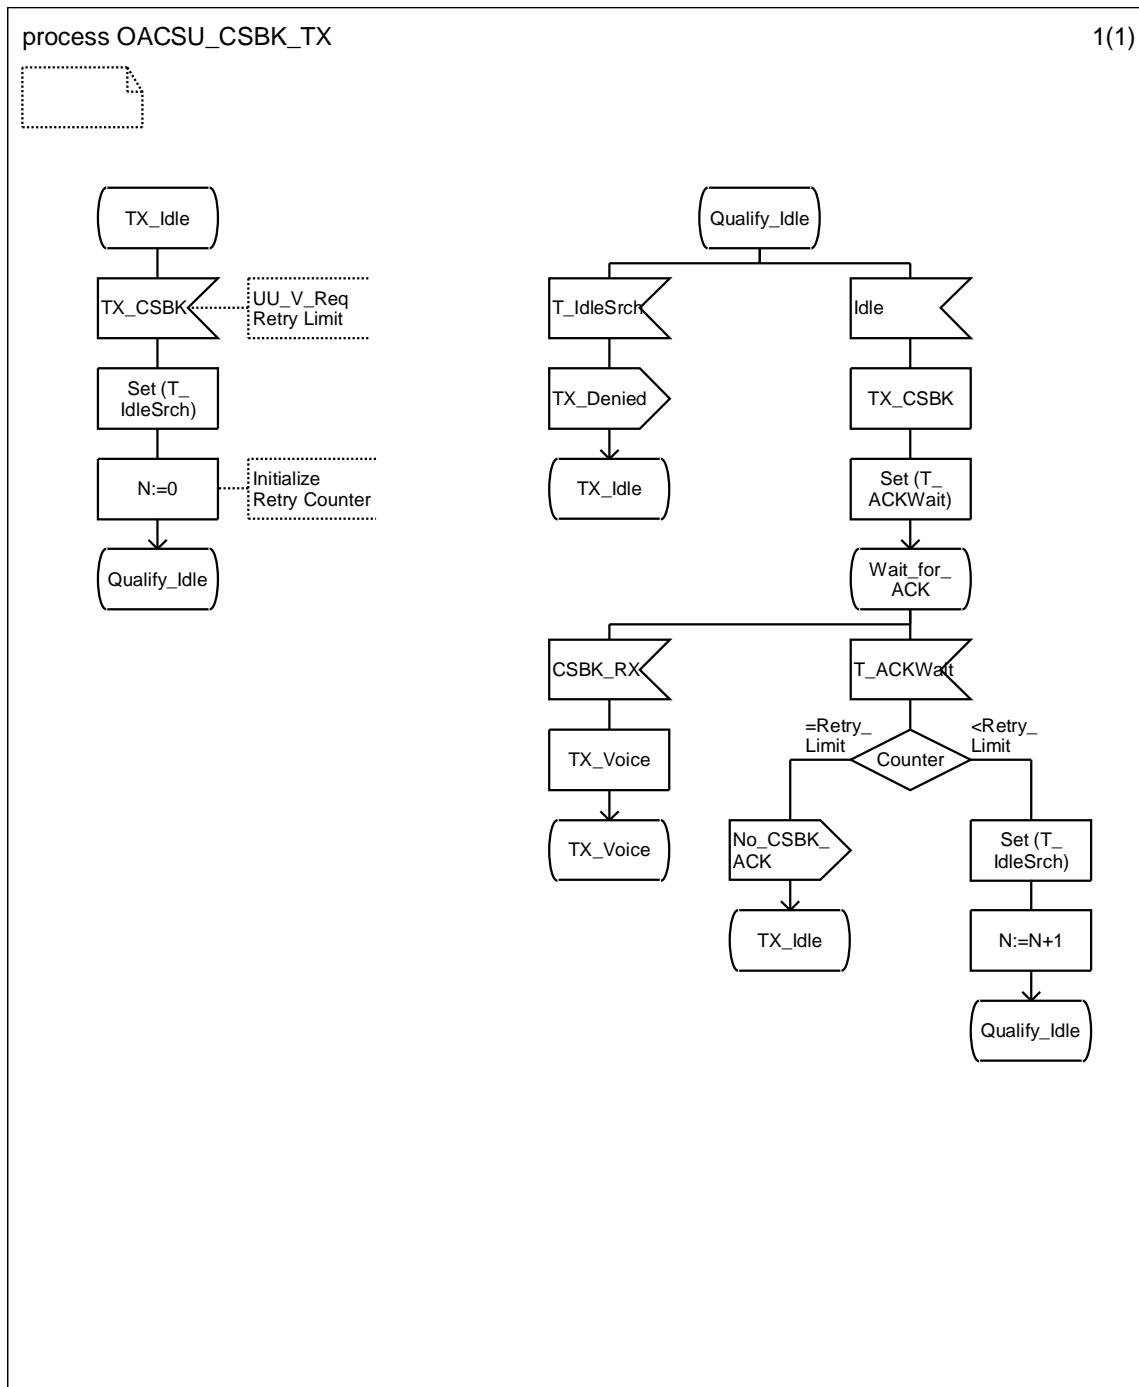 process OACSU_CSBK_TX
1(1)
TX_Idle
TX_CSBK
UU_V_Req
Retry Limit
Set (T_
IdleSrch)
N:=0
Initialize
Retry Counter
Qualify_Idle
Qualify_Idle
T_IdleSrch
Idle
TX_Denied
TX_CSBK
TX_Idle
Set (T_
ACKWait)
Wait_for_
ACK
CSBK_RX
T_ACKWait
TX_Voice
=Retry_
Limit
Counter
<Retry_
Limit
TX_Voice
No_CSBK_
ACK
Set (T_
IdleSrch)
TX_Idle
N:=N+1
Qualify_Idle